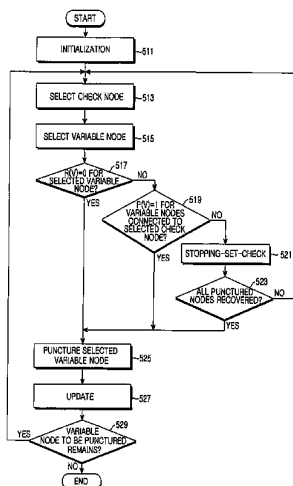 START
INITIALIZATION
511
SELECT CHECK NODE
513
SELECT VARIABLE NODE
515
517
R(V)=0 FOR
SELECTED VARIABLE
NODE?
NO
YES
519
P(V)=1 FOR
VARIABLE NODES
CONNECTED TO
SELECTED CHECK
NODE?
NO
YES
STOPPING-SET-CHECK
521
523
ALL PUNCTURED
NODES RECOVERED?
NO
YES
PUNCTURE SELECTED
VARIABLE NODE
525
UPDATE
527
529
VARIABLE
NODE TO BE PUNCTURED
REMAINS?
YES
NO
END